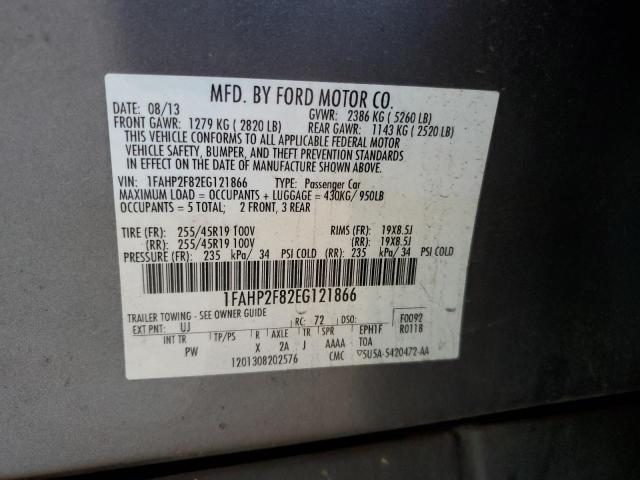 MFD. BY FORD MOTOR CO.
DATE: 08/13 GVWR: 2386 KG ( 5260 LB)
FRONT GAWR: 1279 KG ( 2820 LB) REAR GAWR: 1143 KG ( 2520 LB)
THIS VEHICLE CONFORMS TO ALL APPLICABLE FEDERAL MOTOR
VEHICLE SAFETY, BUMPER, AND THEFT PREVENTION STANDARDS
IN EFFECT ON THE DATE OF MANUFACTURE SHOWN ABOVE.
VIN: 1FAHP2F82EG121866 TYPE: Passenger Car
MAXIMUM LOAD = OCCUPANTS + LUGGAGE = 430KG/ 950LB
OCCUPANTS = 5 TOTAL; 2 FRONT, 3 REAR
TIRE (FR): 255/45R19 100V RIMS (FR): 19X8.5J
(RR): 255/45R19 100V (RR): 19X8.5J
PRESSURE (FR): 235 kPa/ 34 PSI COLD (RR): 235 kPa/ 34 PSI COLD
1FAHP2F82EG121866
TRAILER TOWING - SEE OWNER GUIDE
EXT PNT: UJ RC: 72 DSO: F0092
INT TR TP/PS R AXLE TR SPR EPH1F R0118
PW X 2A J AAAA TOA
1201308202576 CMC 5U5A-5420472-AA